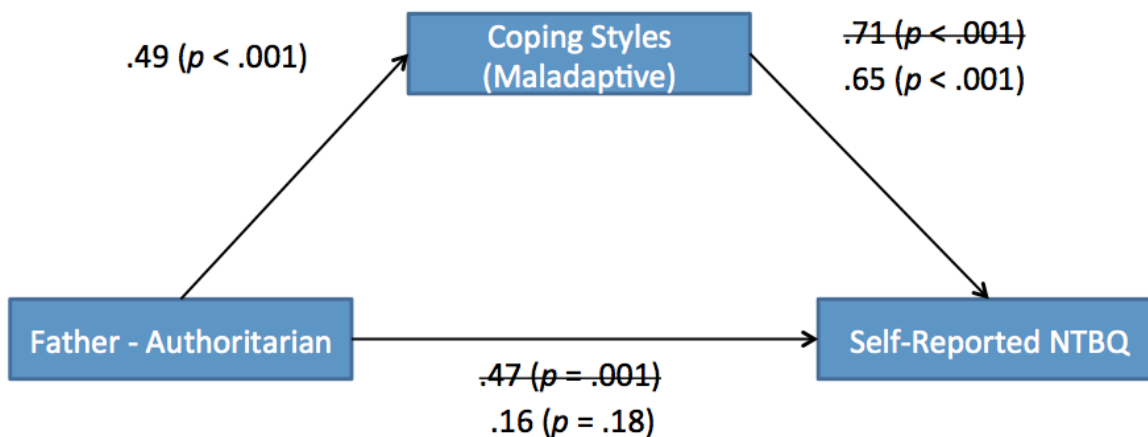 Coping Styles
(Maladaptive)
.49 (p < .001)
.71 (p < .001)
.65 (p < .001)
Father - Authoritarian
Self-Reported NTBQ
.47 (p = .001)
.16 (p = .18)